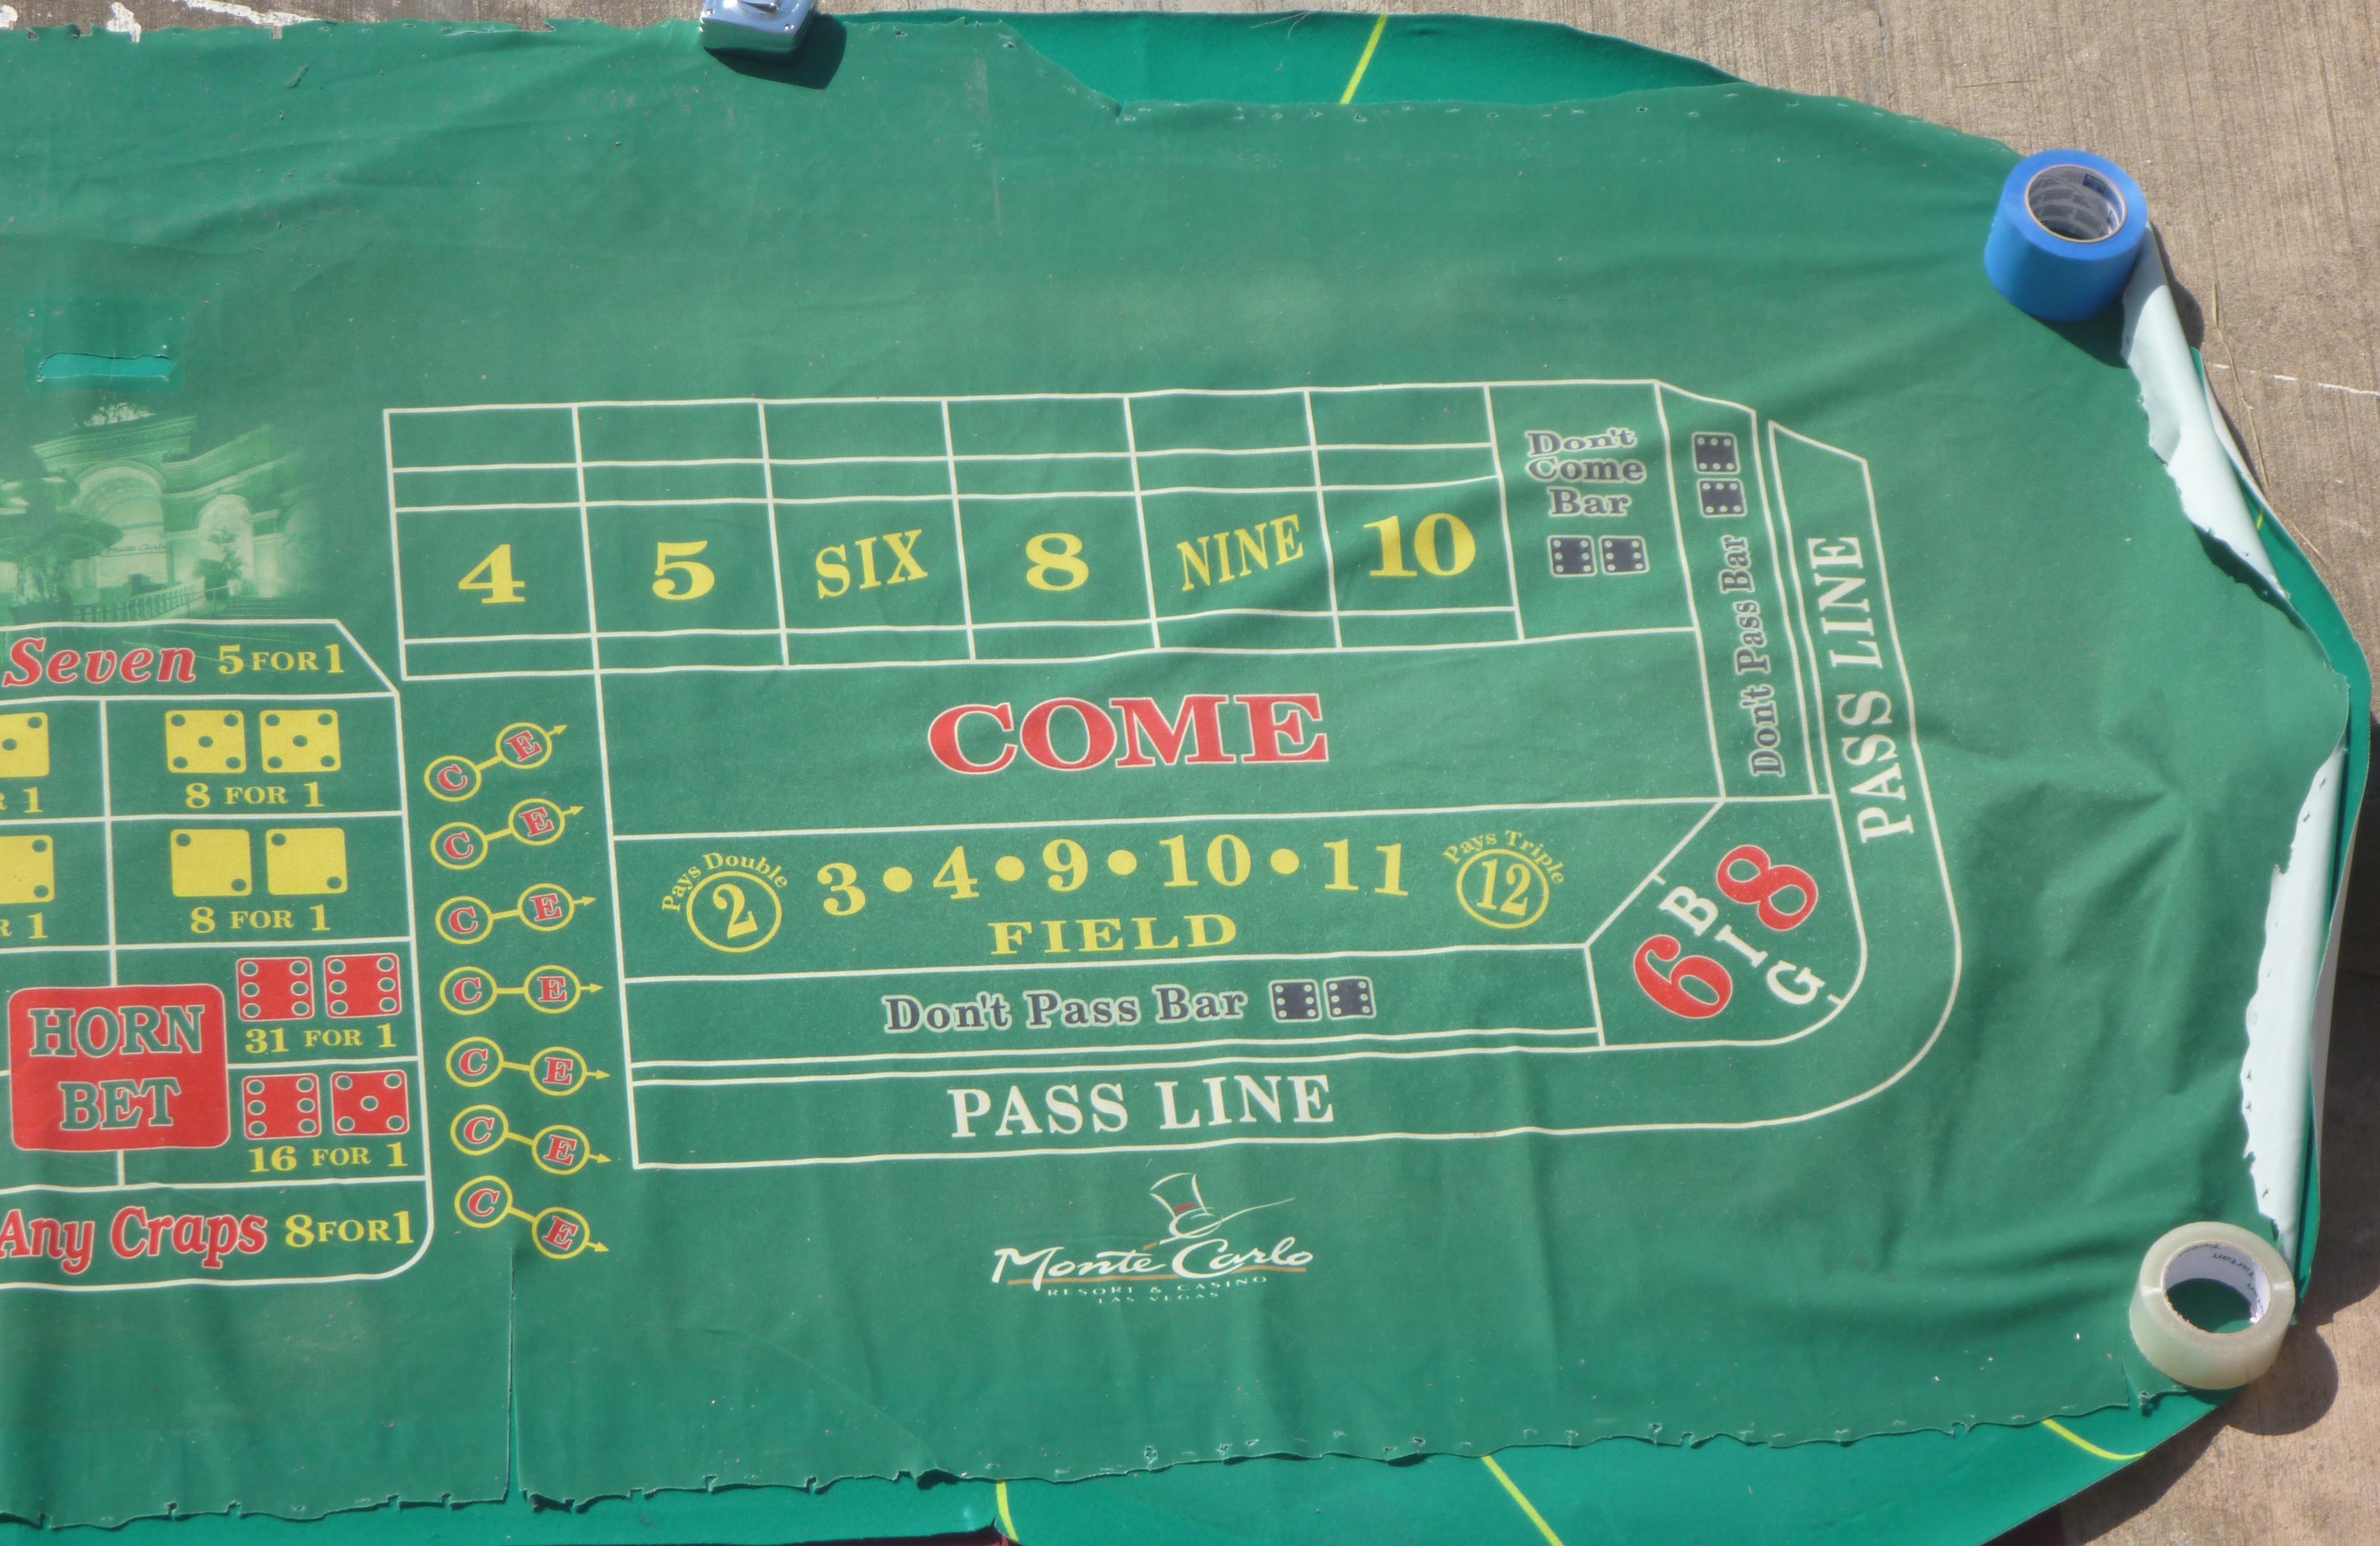 Don't
Come
Bar
4 5 SIX 8 NINE 10
Don't Pass Bar
PASS LINE
Seven 5 FOR 1
COME
8 FOR 1
R 1
8 FOR 1
R 1
C E
C E
C E
C E
C E
C E
C E
Pays Double
2
3 • 4 • 9 • 10 • 11
Pays Triple
12
FIELD
6 BIG 8
HORN
BET
31 FOR 1
16 FOR 1
Don't Pass Bar
PASS LINE
Any Craps 8 FOR 1
Monte Carlo
RESORT & CASINO
LAS VEGAS
Tartan